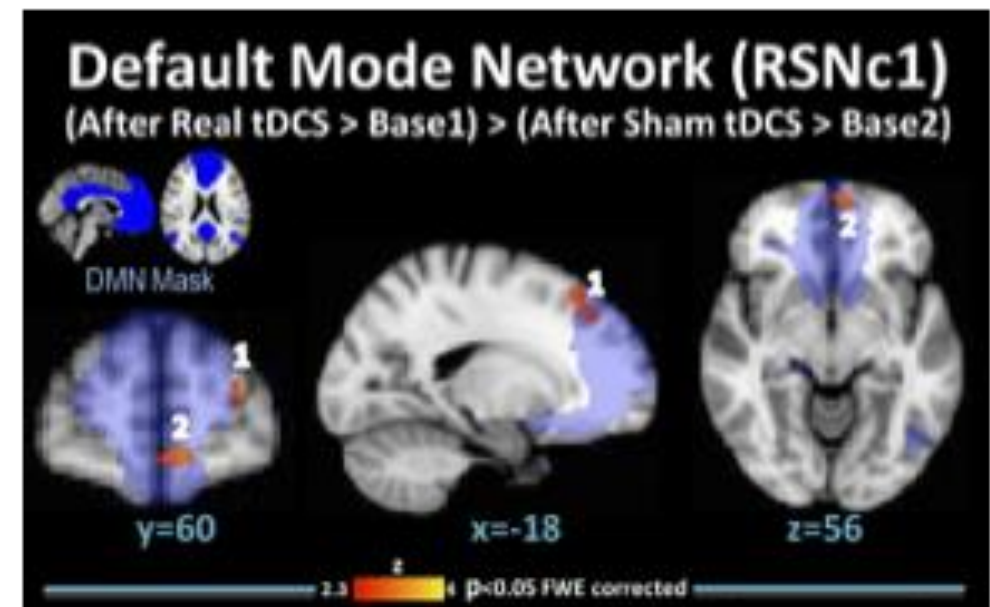 Default Mode Network (RSNc1)
(After Real tDCS > Base1) > (After Sham tDCS > Base2)
DMN Mask
1
2
1
2
y=60
x=-18
z=56
z
2.3 4 p<0.05 FWE corrected